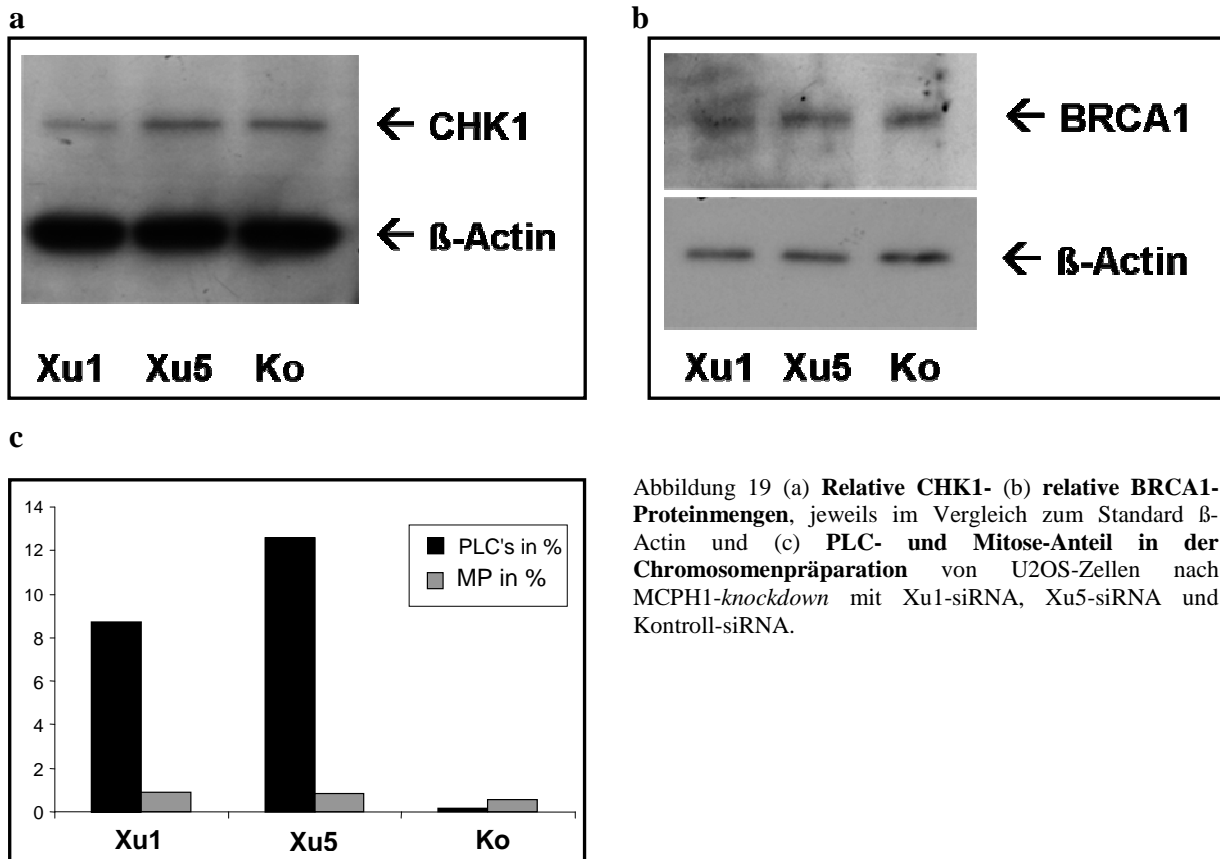 a
← CHK1
← ß-Actin
Xu1 Xu5 Ko
b
← BRCA1
← ß-Actin
Xu1 Xu5 Ko
c
14
12
10
8
6
4
2
0
PLC's in %
MP in %
Xu1 Xu5 Ko
Abbildung 19 (a) Relative CHK1- (b) relative BRCA1-
Proteinmengen, jeweils im Vergleich zum Standard ß-
Actin und (c) PLC- und Mitose-Anteil in der
Chromosomenpräparation von U2OS-Zellen nach
MCPH1-knockdown mit Xu1-siRNA, Xu5-siRNA und
Kontroll-siRNA.